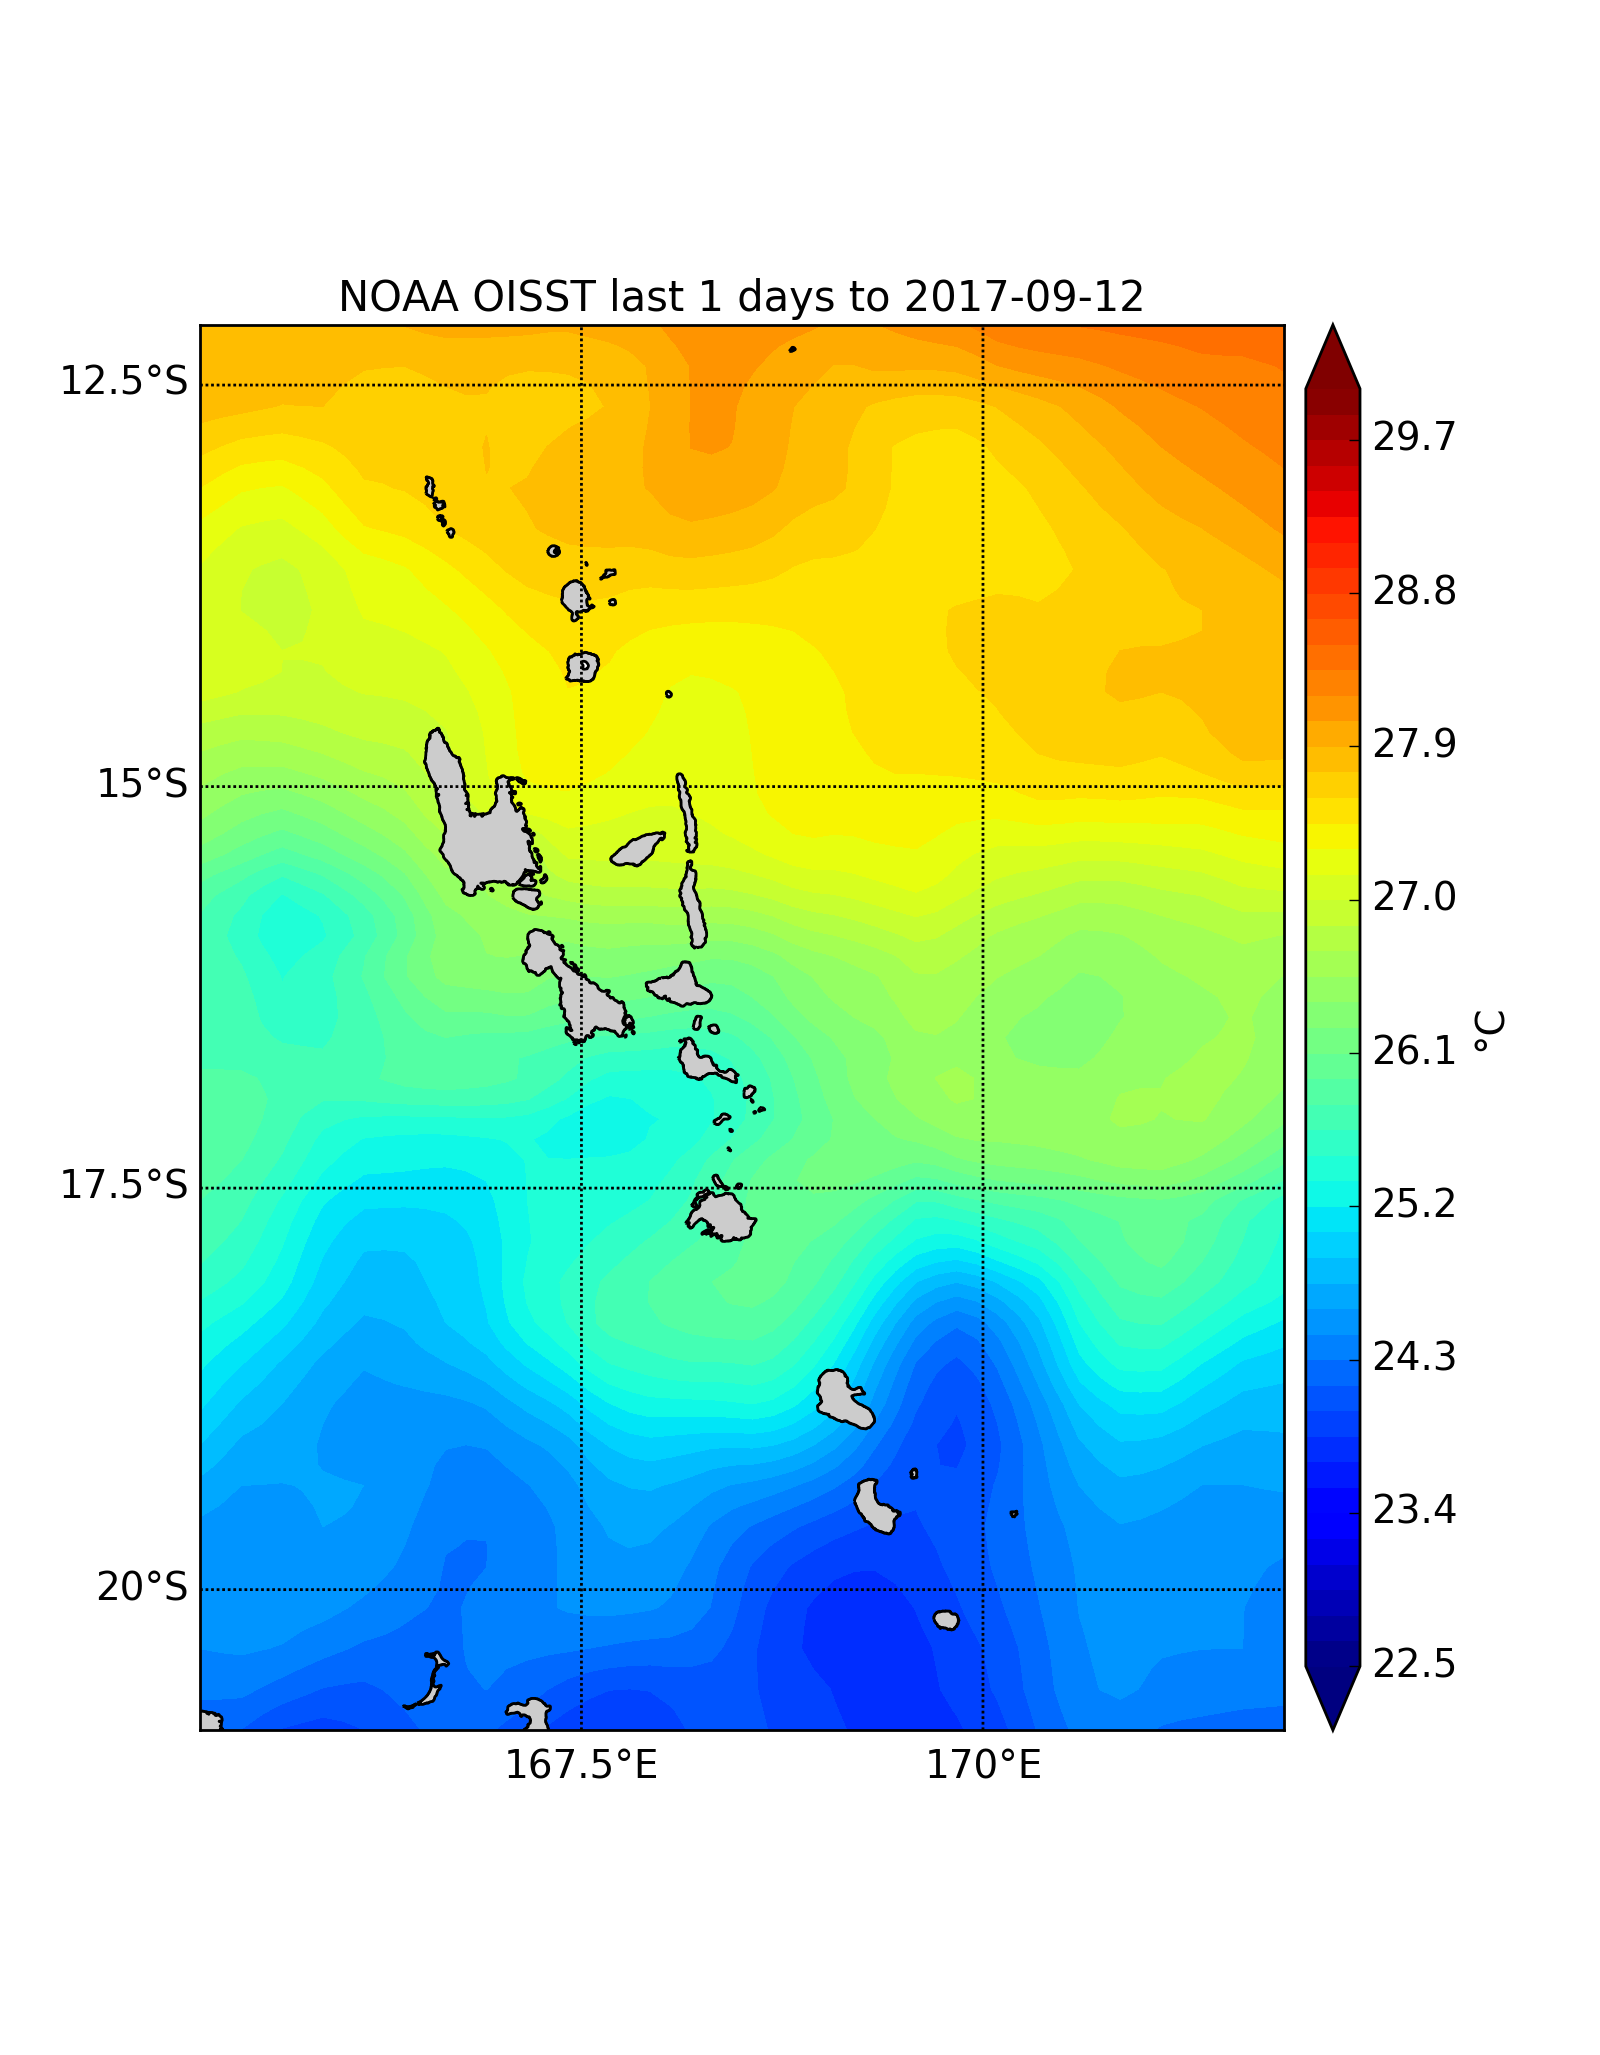 NOAA OISST last 1 days to 2017-09-12
12.5°S
15°S
17.5°S
20°S
167.5°E
170°E
29.7
28.8
27.9
27.0
26.1
25.2
24.3
23.4
22.5
°C